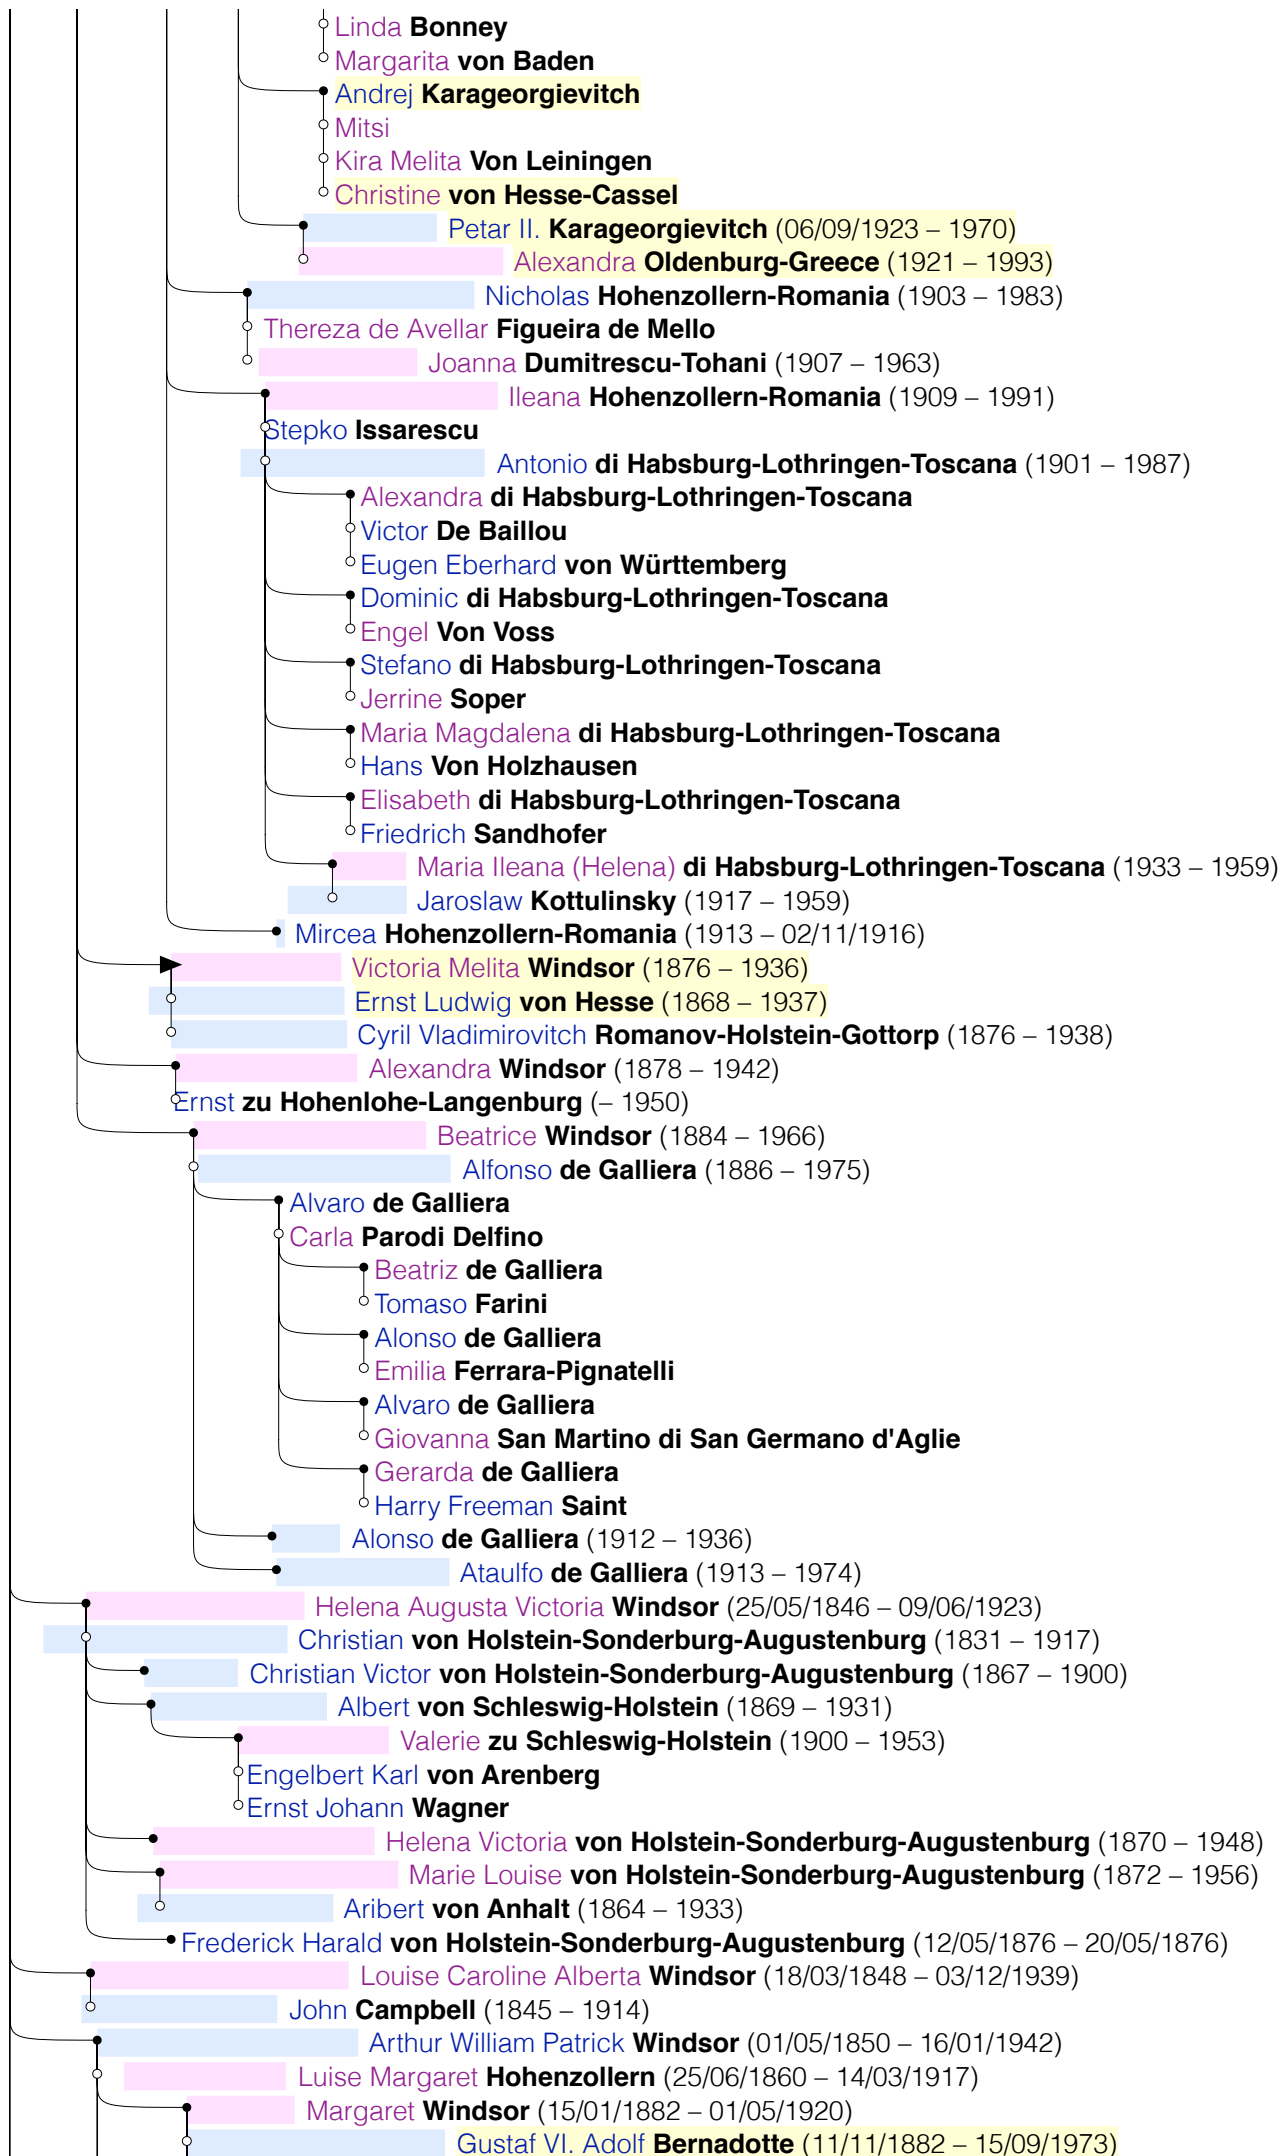 Linda Bonney
Margarita von Baden
Andrej Karageorgievitch
Mitsi
Kira Melita Von Leiningen
Christine von Hesse-Cassel
Petar II. Karageorgievitch (06/09/1923 – 1970)
Alexandra Oldenburg-Greece (1921 – 1993)
Nicholas Hohenzollern-Romania (1903 – 1983)
Thereza de Avellar Figueira de Mello
Joanna Dumitrescu-Tohani (1907 – 1963)
Ileana Hohenzollern-Romania (1909 – 1991)
Stepko Issarescu
Antonio di Habsburg-Lothringen-Toscana (1901 – 1987)
Alexandra di Habsburg-Lothringen-Toscana
Victor De Baillou
Eugen Eberhard von Württemberg
Dominic di Habsburg-Lothringen-Toscana
Engel Von Voss
Stefano di Habsburg-Lothringen-Toscana
Jerrine Soper
Maria Magdalena di Habsburg-Lothringen-Toscana
Hans Von Holzhausen
Elisabeth di Habsburg-Lothringen-Toscana
Friedrich Sandhofer
Maria Ileana (Helena) di Habsburg-Lothringen-Toscana (1933 – 1959)
Jaroslaw Kottulinsky (1917 – 1959)
Mircea Hohenzollern-Romania (1913 – 02/11/1916)
Victoria Melita Windsor (1876 – 1936)
Ernst Ludwig von Hesse (1868 – 1937)
Cyril Vladimirovitch Romanov-Holstein-Gottorp (1876 – 1938)
Alexandra Windsor (1878 – 1942)
Ernst zu Hohenlohe-Langenburg (– 1950)
Beatrice Windsor (1884 – 1966)
Alfonso de Galliera (1886 – 1975)
Alvaro de Galliera
Carla Parodi Delfino
Beatriz de Galliera
Tomaso Farini
Alonso de Galliera
Emilia Ferrara-Pignatelli
Alvaro de Galliera
Giovanna San Martino di San Germano d'Aglie
Gerarda de Galliera
Harry Freeman Saint
Alonso de Galliera (1912 – 1936)
Ataulfo de Galliera (1913 – 1974)
Helena Augusta Victoria Windsor (25/05/1846 – 09/06/1923)
Christian von Holstein-Sonderburg-Augustenburg (1831 – 1917)
Christian Victor von Holstein-Sonderburg-Augustenburg (1867 – 1900)
Albert von Schleswig-Holstein (1869 – 1931)
Valerie zu Schleswig-Holstein (1900 – 1953)
Engelbert Karl von Arenberg
Ernst Johann Wagner
Helena Victoria von Holstein-Sonderburg-Augustenburg (1870 – 1948)
Marie Louise von Holstein-Sonderburg-Augustenburg (1872 – 1956)
Aribert von Anhalt (1864 – 1933)
Frederick Harald von Holstein-Sonderburg-Augustenburg (12/05/1876 – 20/05/1876)
Louise Caroline Alberta Windsor (18/03/1848 – 03/12/1939)
John Campbell (1845 – 1914)
Arthur William Patrick Windsor (01/05/1850 – 16/01/1942)
Luise Margaret Hohenzollern (25/06/1860 – 14/03/1917)
Margaret Windsor (15/01/1882 – 01/05/1920)
Gustaf VI. Adolf Bernadotte (11/11/1882 – 15/09/1973)